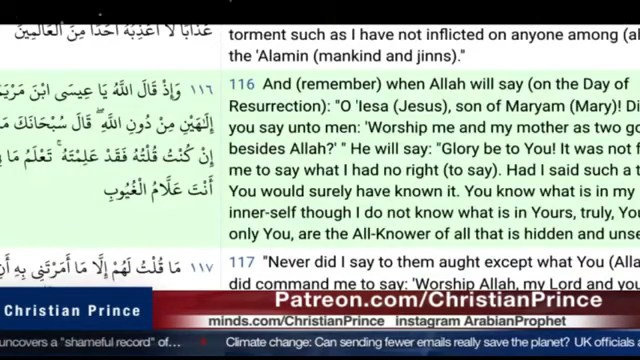 عَذَابًا لَا أُعَذِّبُهُ أَحَدًا مِنَ الْعَالَمِينَ
torment such as I have not inflicted on anyone among (al
the 'Alamin (mankind and jinns)."
١١٦ وَإِذْ قَالَ اللَّهُ يَا عِيسَى ابْنَ مَرْيَمَ
إِلَٰهَيْنِ مِنْ دُونِ اللَّهِ ۖ قَالَ سُبْحَانَكَ مَا
إِنْ كُنْتُ قُلْتُهُ فَقَدْ عَلِمْتَهُ ۚ تَعْلَمُ مَا
أَنْتَ عَلَّامُ الْغُيُوبِ
116 And (remember) when Allah will say (on the Day of
Resurrection): "O 'Iesa (Jesus), son of Maryam (Mary)! Di
you say unto men: 'Worship me and my mother as two go
besides Allah?' " He will say: "Glory be to You! It was not f
me to say what I had no right (to say). Had I said such a t
You would surely have known it. You know what is in my
inner-self though I do not know what is in Yours, truly, You
only You, are the All-Knower of all that is hidden and unse
١١٧ مَا قُلْتُ لَهُمْ إِلَّا مَا أَمَرْتَنِي بِهِ أَنِ
117 "Never did I say to them aught except what You (Alla
did command me to say: 'Worship Allah, my Lord and you
Christian Prince
Patreon.com/ChristianPrince
minds.com/ChristianPrince instagram ArabianProphet
uncovers a "shameful record" of... Climate change: Can sending fewer emails really save the planet? UK officials a